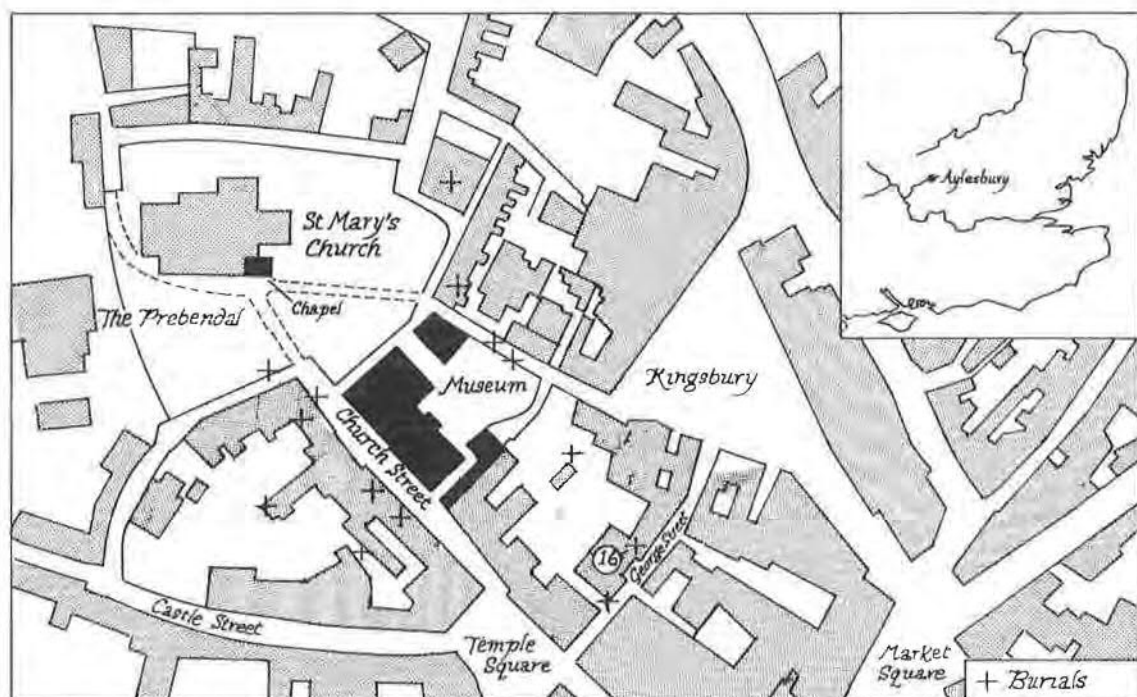 St Mary's
Church
Chapel
The Prebendal
Museum
Church Street
Kingsbury
16
George Street
Castle Street
Temple
Square
Market
Square
+ Burials
Aylesbury